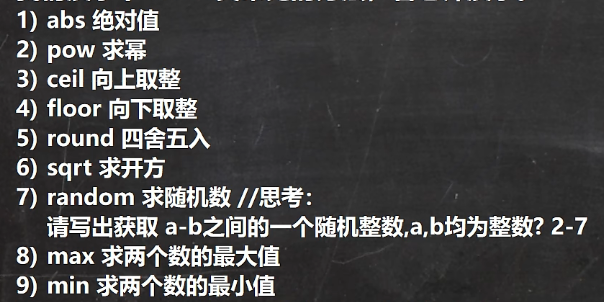 1) abs 绝对值
2) pow 求幂
3) ceil 向上取整
4) floor 向下取整
5) round 四舍五入
6) sqrt 求开方
7) random 求随机数 //思考：
请写出获取 a-b之间的一个随机整数,a,b均为整数? 2-7
8) max 求两个数的最大值
9) min 求两个数的最小值